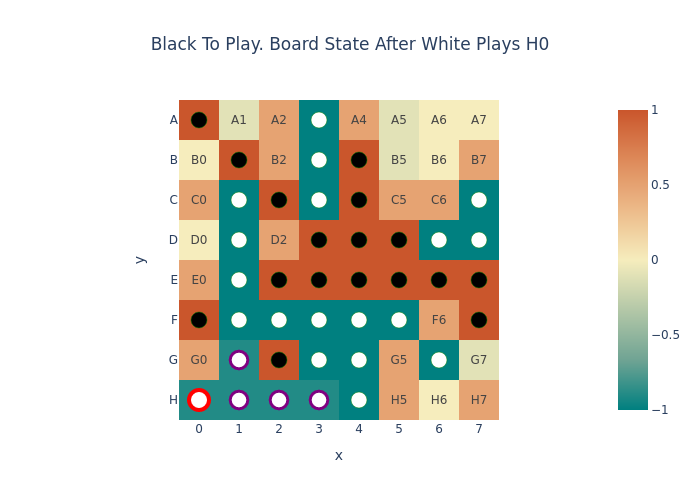 Black To Play. Board State After White Plays H0
A A1 A2 A4 A5 A6 A7
B B0 B2 B5 B6 B7
C C0 C5 C6
D D0 D2
E E0
F F6
G G0 G5 G7
H H5 H6 H7
0 1 2 3 4 5 6 7
x
y
1
0.5
0
−0.5
−1